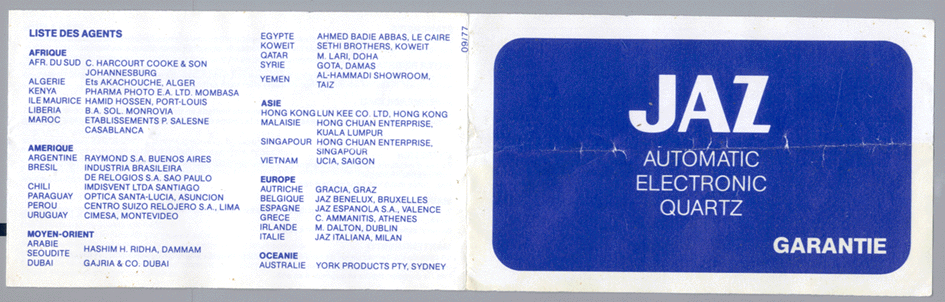 LISTE DES AGENTS
AFRIQUE
AFR. DU SUD C. HARCOURT COOKE & SON
JOHANNESBURG
ALGERIE Ets AKACHOUCHE, ALGER
KENYA PHARMA PHOTO E.A. LTD. MOMBASA
ILE MAURICE HAMID HOSSEN, PORT-LOUIS
LIBERIA B.A. SOL. MONROVIA
MAROC ETABLISSEMENTS P. SALESNE
CASABLANCA
AMERIQUE
ARGENTINE RAYMOND S.A. BUENOS AIRES
BRESIL INDUSTRIA BRASILEIRA
DE RELOGIOS S.A. SAO PAULO
CHILI IMDISVENT LTDA SANTIAGO
PARAGUAY OPTICA SANTA-LUCIA, ASUNCION
PEROU CENTRO SUIZO RELOJERO S.A., LIMA
URUGUAY CIMESA, MONTEVIDEO
MOYEN-ORIENT
ARABIE
SEOUDITE HASHIM H. RIDHA, DAMMAM
DUBAI GAJRIA & CO. DUBAI
EGYPTE AHMED BADIE ABBAS, LE CAIRE
KOWEIT SETHI BROTHERS, KOWEIT
QATAR M. LARI, DOHA
SYRIE GOTA, DAMAS
YEMEN AL-HAMMADI SHOWROOM,
TAIZ
ASIE
HONG KONG LUN KEE CO. LTD, HONG KONG
MALAISIE HONG CHUAN ENTERPRISE,
KUALA LUMPUR
SINGAPOUR HONG CHUAN ENTERPRISE,
SINGAPOUR
VIETNAM UCIA, SAIGON
EUROPE
AUTRICHE GRACIA, GRAZ
BELGIQUE JAZ BENELUX, BRUXELLES
ESPAGNE JAZ ESPANOLA S.A., VALENCE
GRECE C. AMMANITIS, ATHENES
IRLANDE M. DALTON, DUBLIN
ITALIE JAZ ITALIANA, MILAN
OCEANIE
AUSTRALIE YORK PRODUCTS PTY, SYDNEY
09/77
JAZ
AUTOMATIC
ELECTRONIC
QUARTZ
GARANTIE